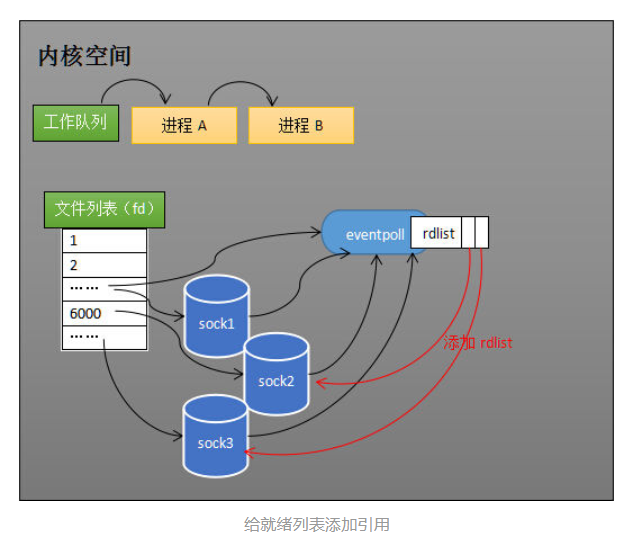 内核空间
工作队列
进程 A
进程 B
文件列表（fd）
1
2
……
6000
……
eventpoll
rdlist
sock1
sock2
sock3
添加 rdlist
给就绪列表添加引用